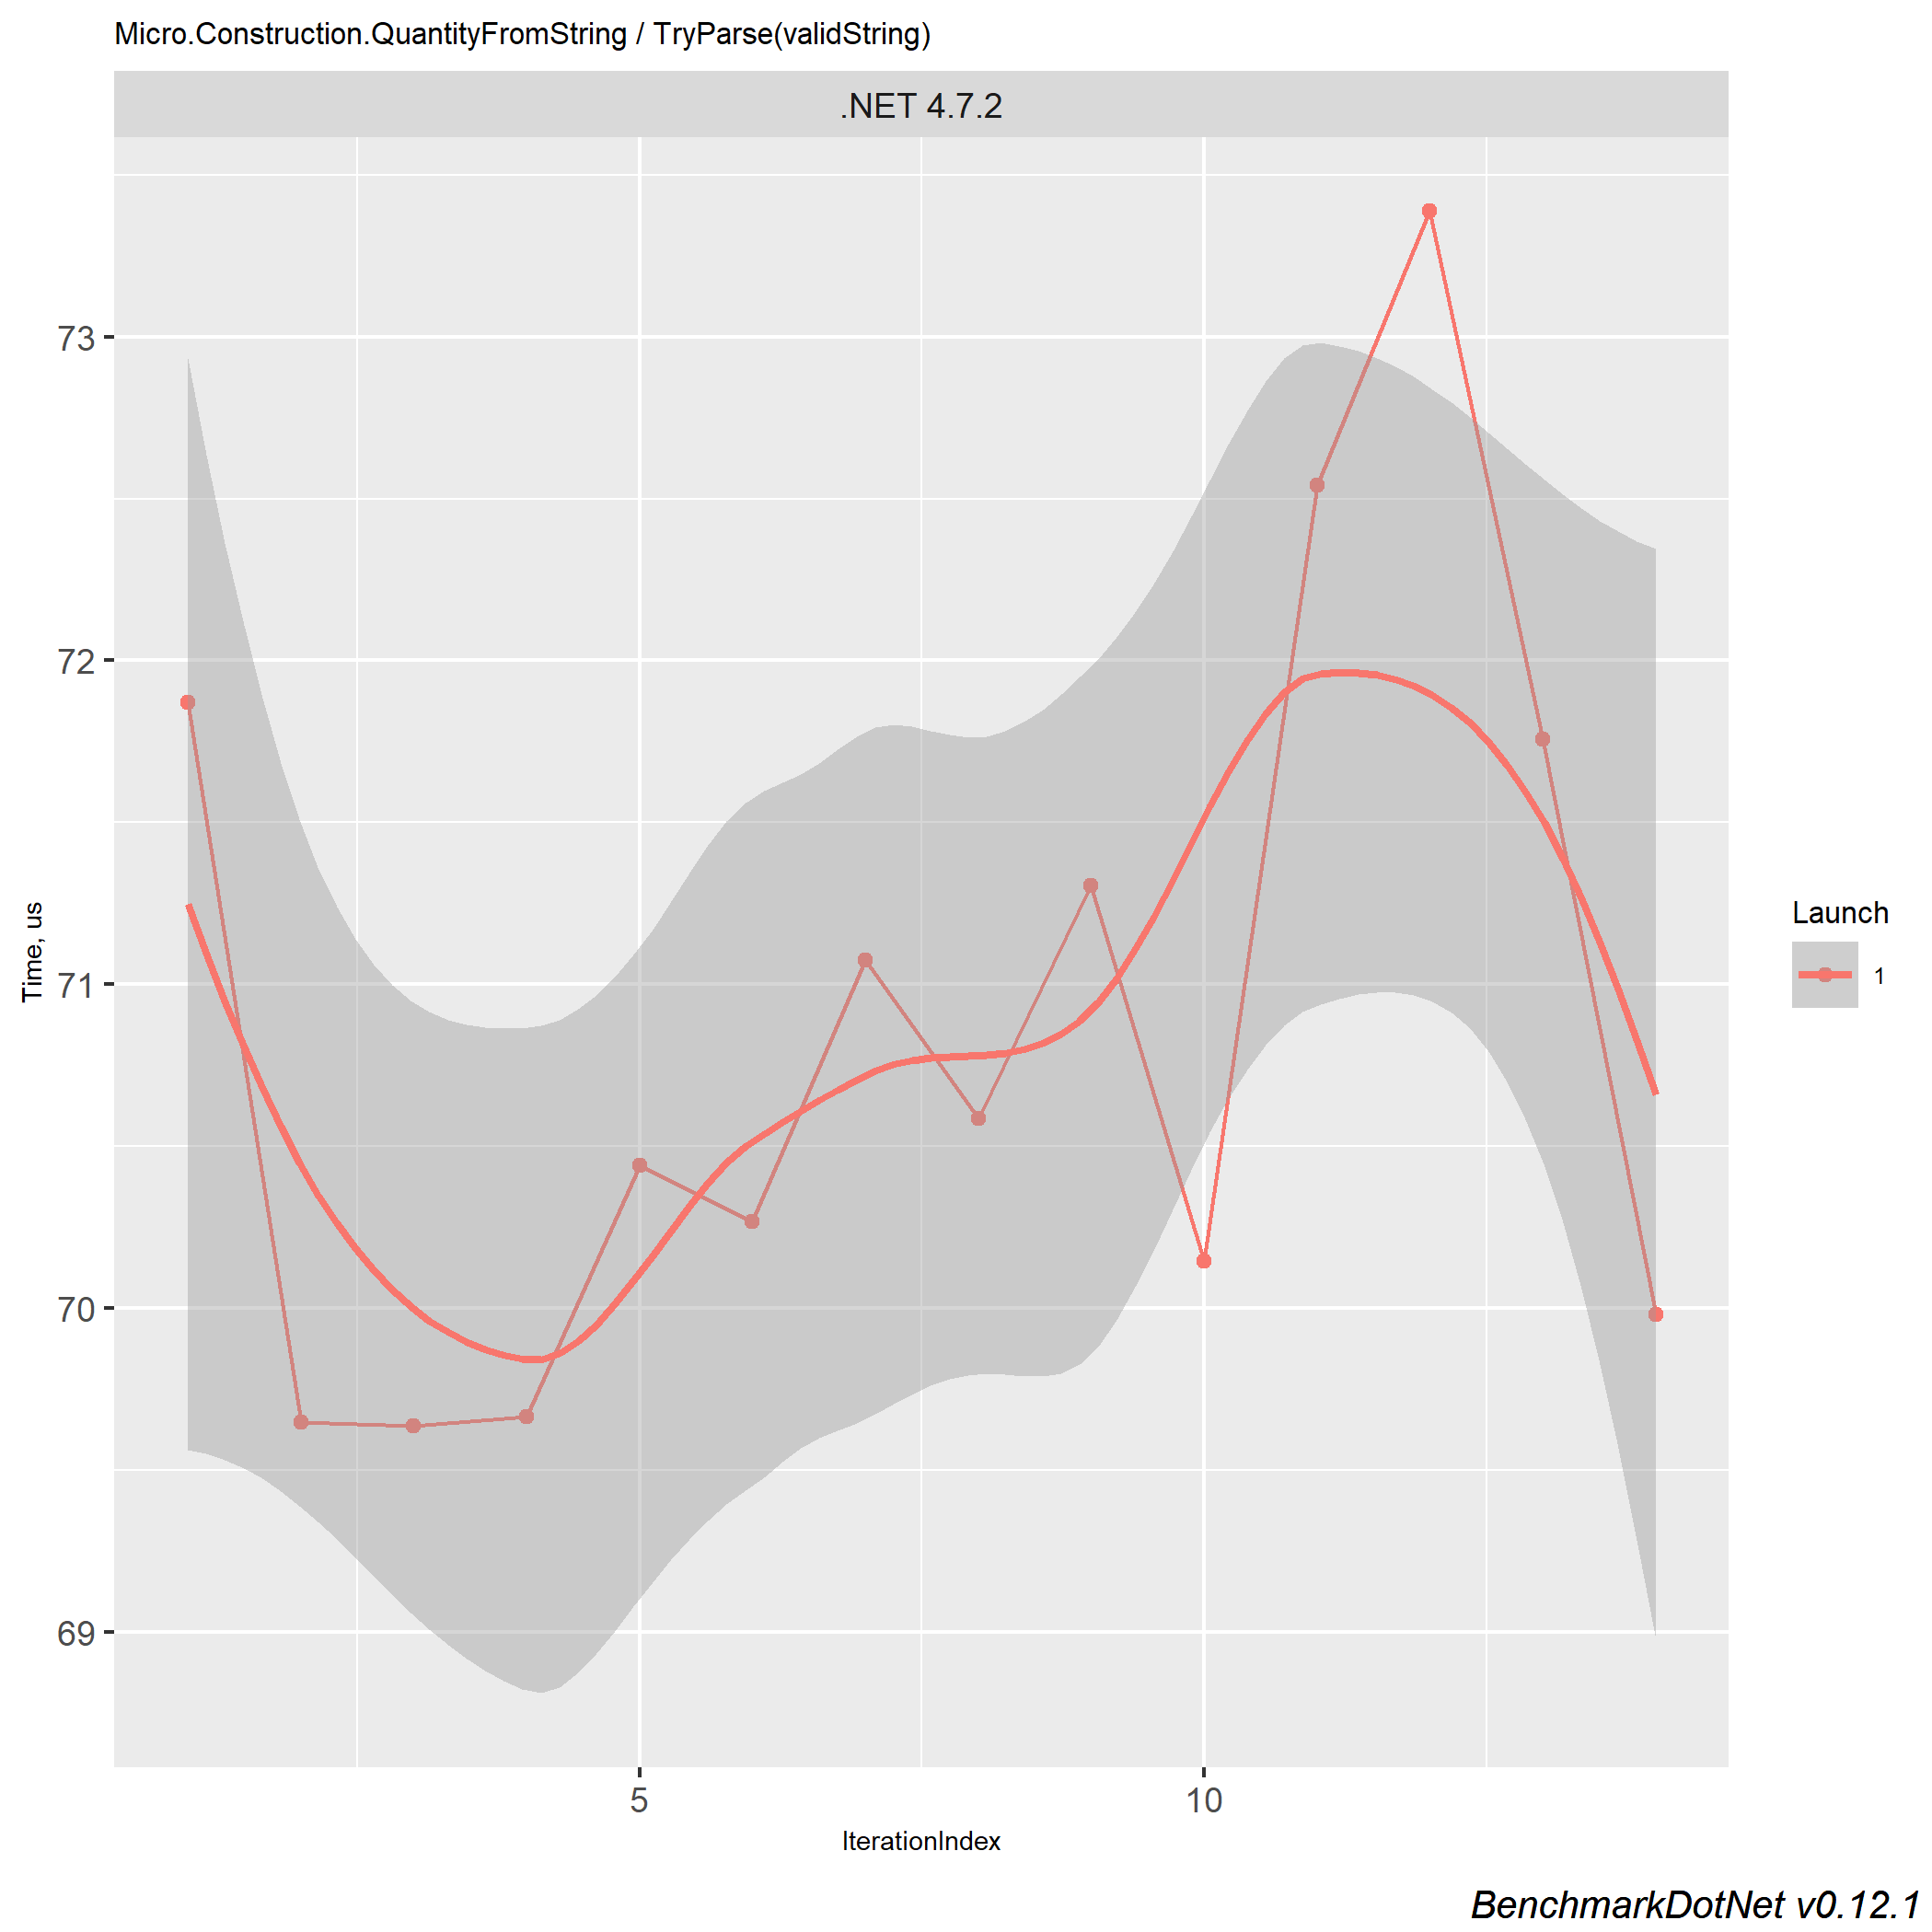 Micro.Construction.QuantityFromString / TryParse(validString)
.NET 4.7.2
73
72
71
70
69
Time, us
5
10
IterationIndex
Launch
1
BenchmarkDotNet v0.12.1